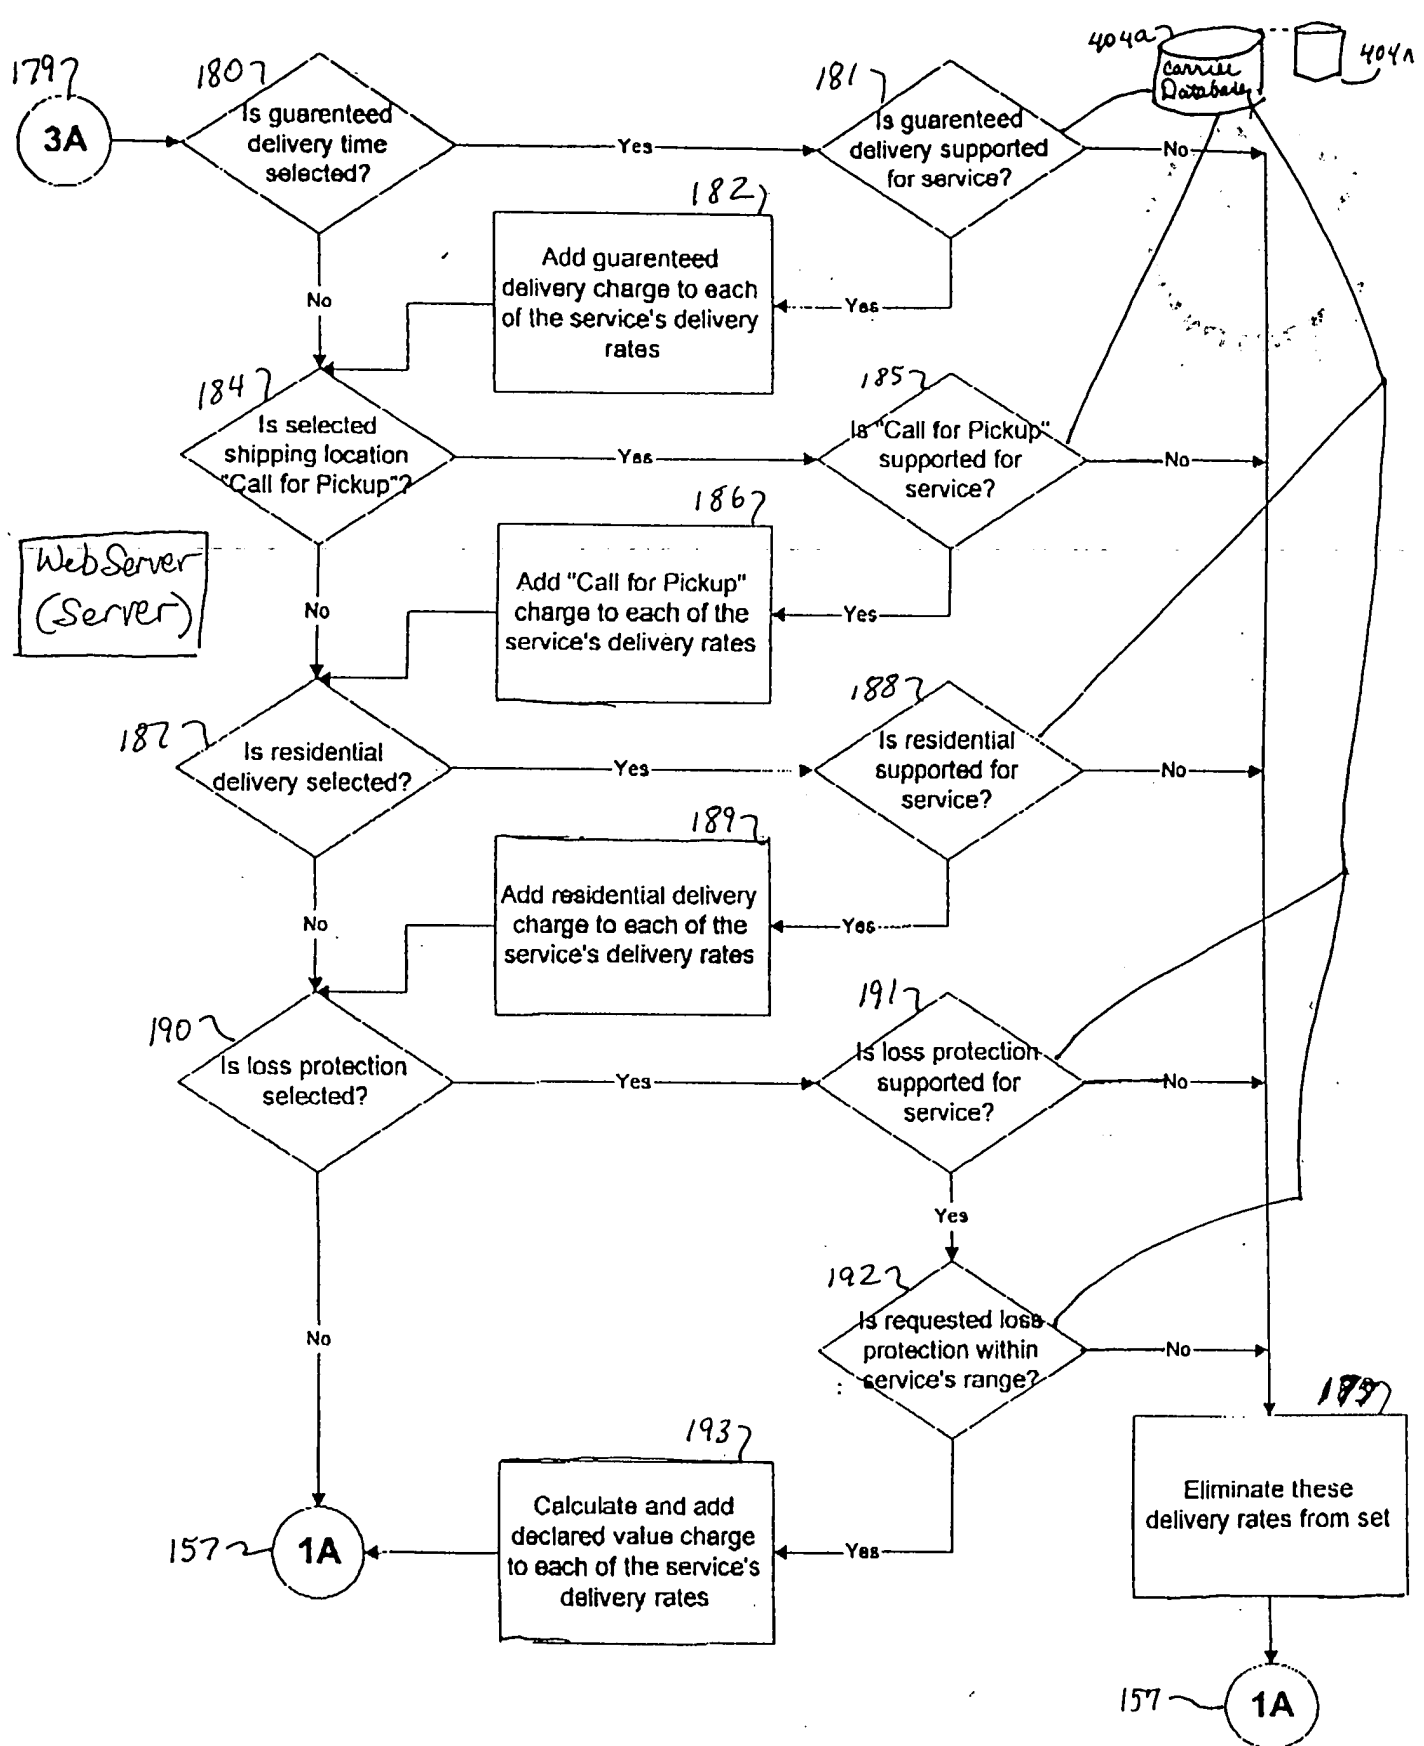 1797
3A
180
Is guarenteed
delivery time
selected?
Yes
181
Is guarenteed
delivery supported
for service?
No
404a
Carrier
Database
404n
182
Add guarenteed
delivery charge to each
of the service's delivery
rates
Yes
No
184
Is selected
shipping location
"Call for Pickup"?
Yes
185
Is "Call for Pickup"
supported for
service?
No
186
Add "Call for Pickup"
charge to each of the
service's delivery rates
Yes
No
WebServer
(Server)
187
Is residential
delivery selected?
Yes
188
Is residential
supported for
service?
No
189
Add residential delivery
charge to each of the
service's delivery rates
Yes
No
190
Is loss protection
selected?
Yes
191
Is loss protection
supported for
service?
No
Yes
192
Is requested loss
protection within
service's range?
No
No
193
Calculate and add
declared value charge
to each of the service's
delivery rates
Yes
157
1A
Eliminate these
delivery rates from set
157
1A